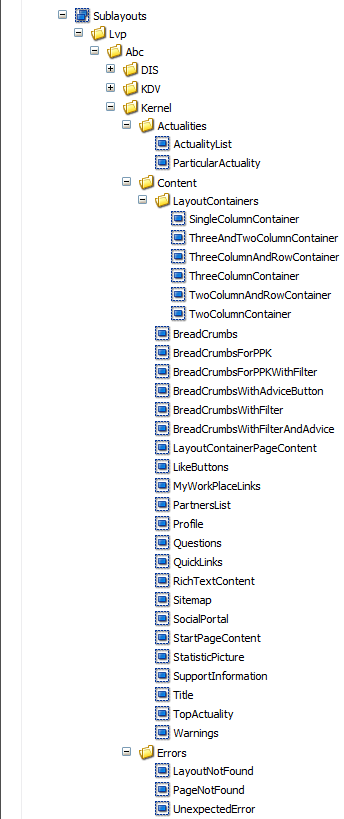 Sublayouts
Lvp
Abc
DIS
KDV
Kernel
Actualities
ActualityList
ParticularActuality
Content
LayoutContainers
SingleColumnContainer
ThreeAndTwoColumnContainer
ThreeColumnAndRowContainer
ThreeColumnContainer
TwoColumnAndRowContainer
TwoColumnContainer
BreadCrumbs
BreadCrumbsForPPK
BreadCrumbsForPPKWithFilter
BreadCrumbsWithAdviceButton
BreadCrumbsWithFilter
BreadCrumbsWithFilterAndAdvice
LayoutContainerPageContent
LikeButtons
MyWorkPlaceLinks
PartnersList
Profile
Questions
QuickLinks
RichTextContent
Sitemap
SocialPortal
StartPageContent
StatisticPicture
SupportInformation
Title
TopActuality
Warnings
Errors
LayoutNotFound
PageNotFound
UnexpectedError